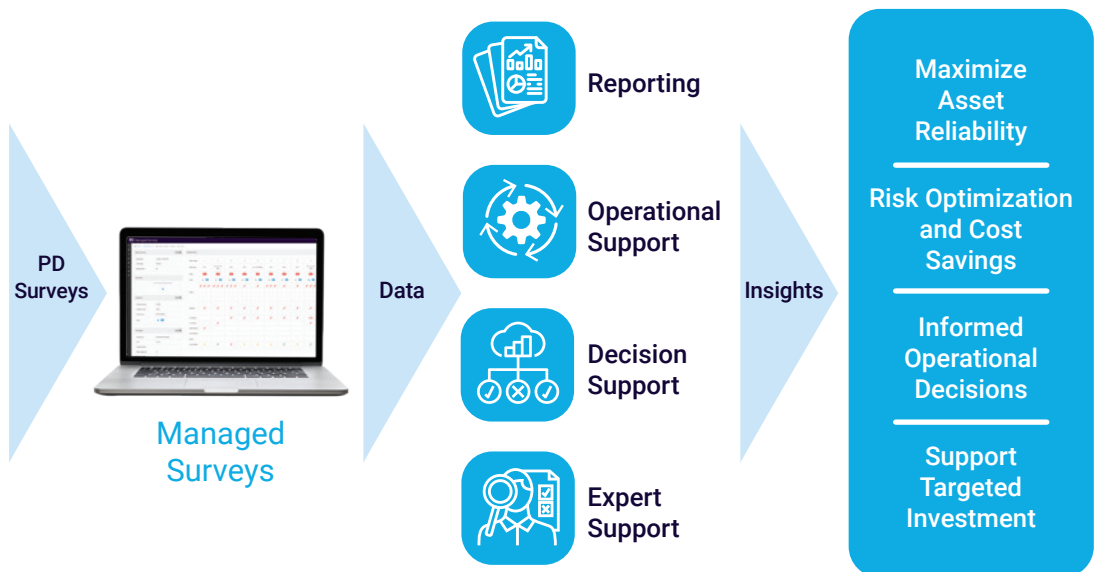 PD
Surveys
Managed
Surveys
Data
Reporting
Operational
Support
Decision
Support
Expert
Support
Insights
Maximize
Asset
Reliability
Risk Optimization
and Cost
Savings
Informed
Operational
Decisions
Support
Targeted
Investment